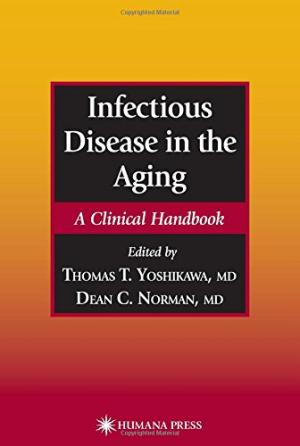 Infectious
Disease in the
Aging
A Clinical Handbook
Edited by
THOMAS T. YOSHIKAWA, MD
DEAN C. NORMAN, MD
HUMANA PRESS